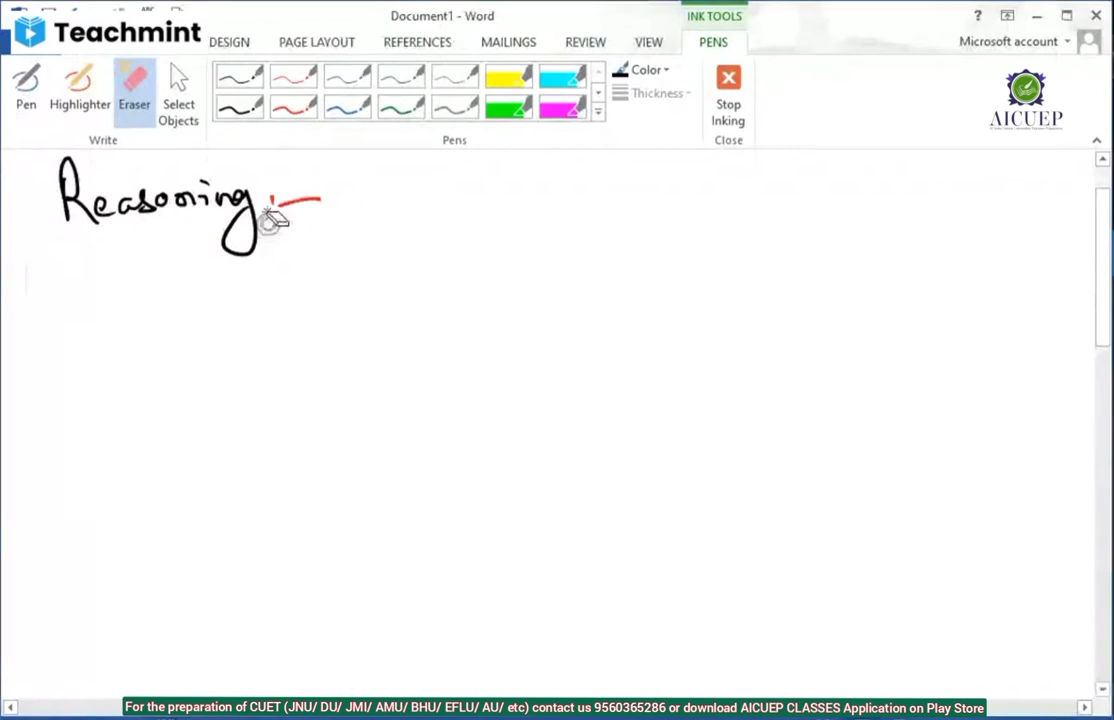 Document1 - Word
INK TOOLS
Teachmint
DESIGN PAGE LAYOUT REFERENCES MAILINGS REVIEW VIEW PENS
Microsoft account
Pen Highlighter Eraser Select Objects
Color
Thickness
Stop Inking
Write
Pens
Close
AICUEP
Reasoning :-
For the preparation of CUET (JNU/ DU/ JMI/ AMU/ BHU/ EFLU/ AU/ etc) contact us 9560365286 or download AICUEP CLASSES Application on Play Store